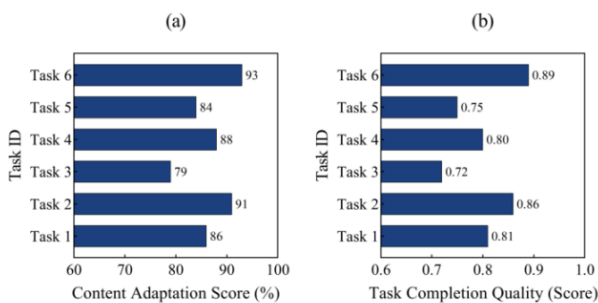 (a)
Task ID
Task 6
93
Task 5
84
Task 4
88
Task 3
79
Task 2
91
Task 1
86
60 70 80 90 100
Content Adaptation Score (%)
(b)
Task ID
Task 6
0.89
Task 5
0.75
Task 4
0.80
Task 3
0.72
Task 2
0.86
Task 1
0.81
0.6 0.7 0.8 0.9 1.0
Task Completion Quality (Score)